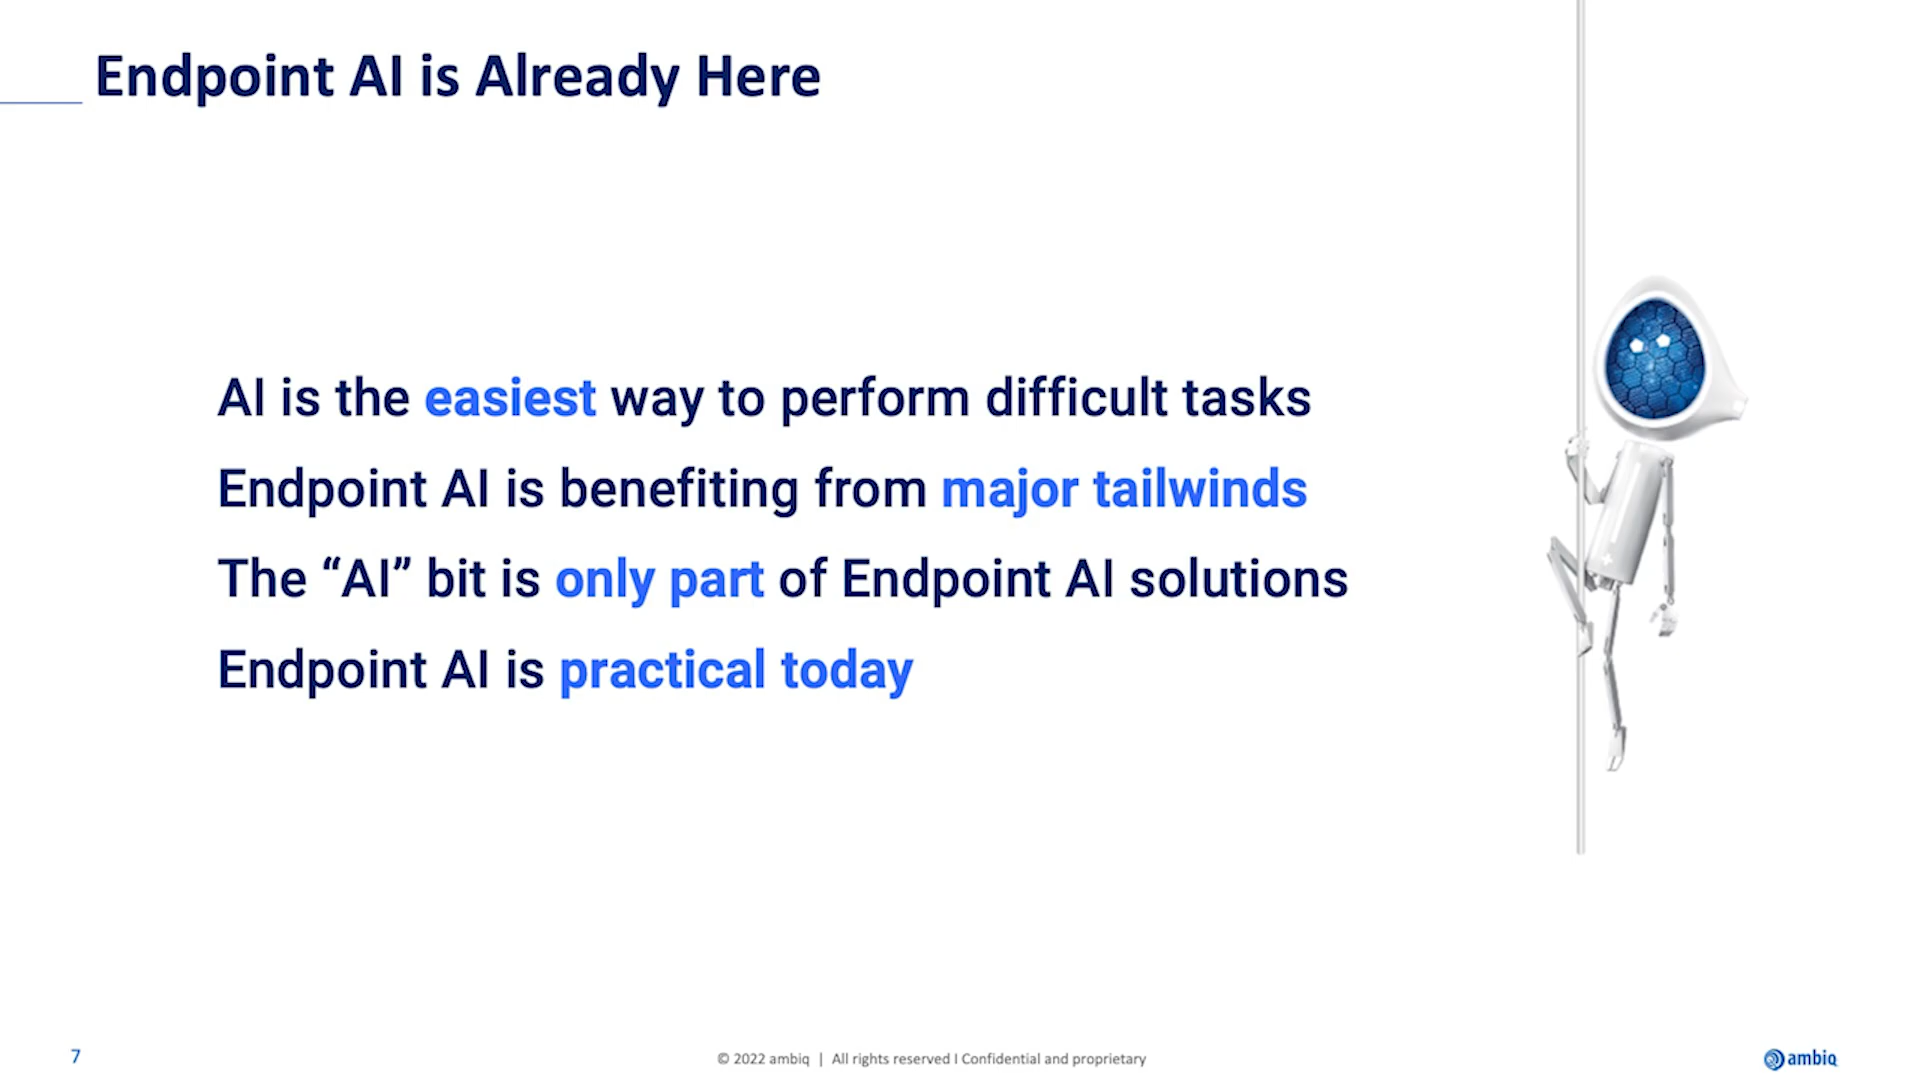 Endpoint AI is Already Here
AI is the easiest way to perform difficult tasks
Endpoint AI is benefiting from major tailwinds
The “AI” bit is only part of Endpoint AI solutions
Endpoint AI is practical today
7
© 2022 ambiq | All rights reserved I Confidential and proprietary
ambiq